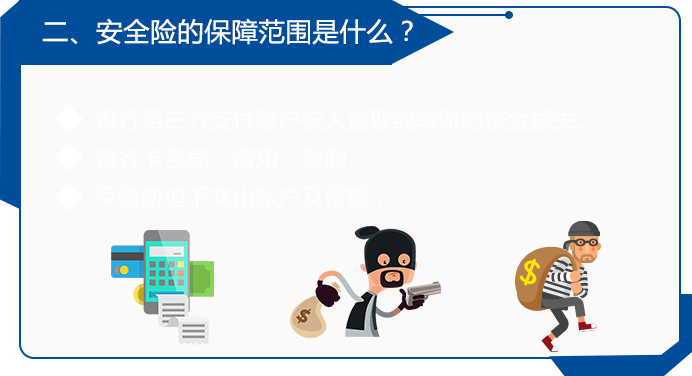 二、安全险的保障范围是什么？
银行第三方支付账户被人盗取或转账的资金损失。
银行卡盗刷、盗用、复制；
歹徒胁迫下交出账户及密码；
$
$